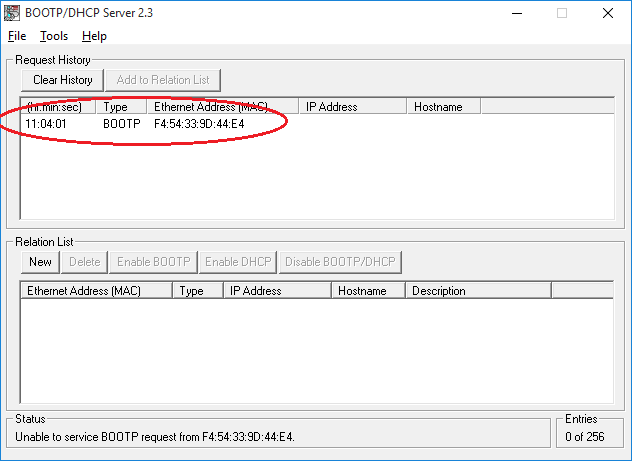 BOOTP/DHCP Server 2.3
File Tools Help
Request History
Clear History Add to Relation List
(hr:min:sec) Type Ethernet Address (MAC) IP Address Hostname
11:04:01 BOOTP F4:54:33:9D:44:E4
Relation List
New Delete Enable BOOTP Enable DHCP Disable BOOTP/DHCP
Ethernet Address (MAC) Type IP Address Hostname Description
Status Entries
Unable to service BOOTP request from F4:54:33:9D:44:E4. 0 of 256